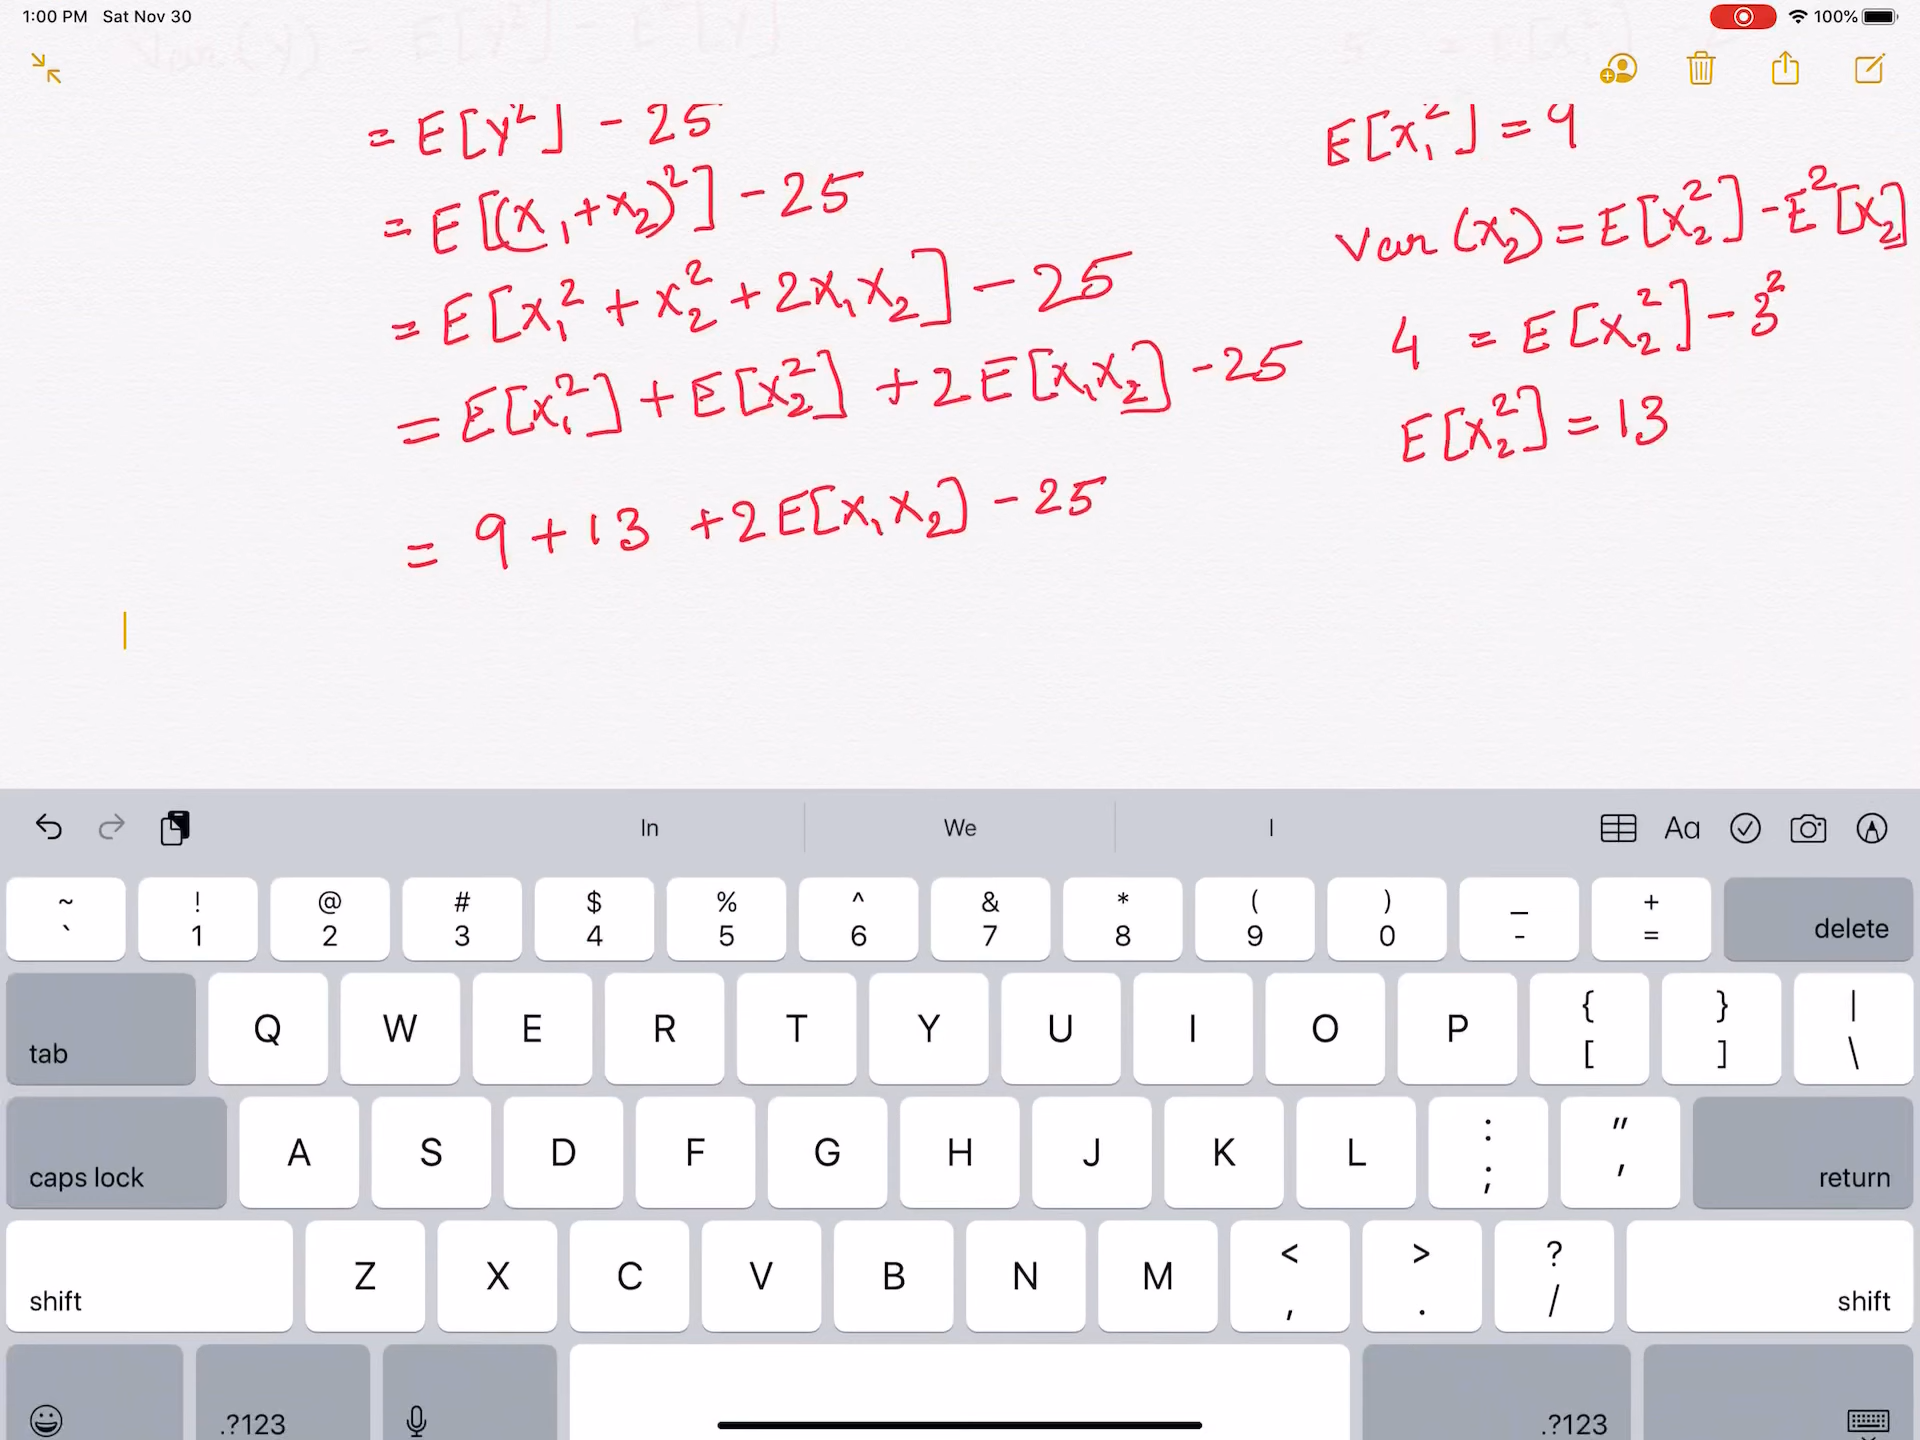 1:00 PM Sat Nov 30
100%
Var(y) = E[y²] E²[y]
= E[y²] - 25
= E[(x₁+x₂)²] - 25
= E[x₁² + x₂² + 2x₁x₂] - 25
= E[x₁²] + E[x₂²] + 2E[x₁x₂] - 25
= 9 + 13 + 2E[x₁x₂] - 25
E[x₁²] = 9
Var (x₂) = E[x₂²] - E²[x₂]
4 = E[x₂²] - 3²
E[x₂²] = 13
In We I
Aa
~ ! @ # $ % ^ & * ( ) _ +
` 1 2 3 4 5 6 7 8 9 0 - = delete
tab Q W E R T Y U I O P { [ } ] | \
caps lock A S D F G H J K L : ; " ' return
shift Z X C V B N M < , > . ? / shift
.?123 .?123